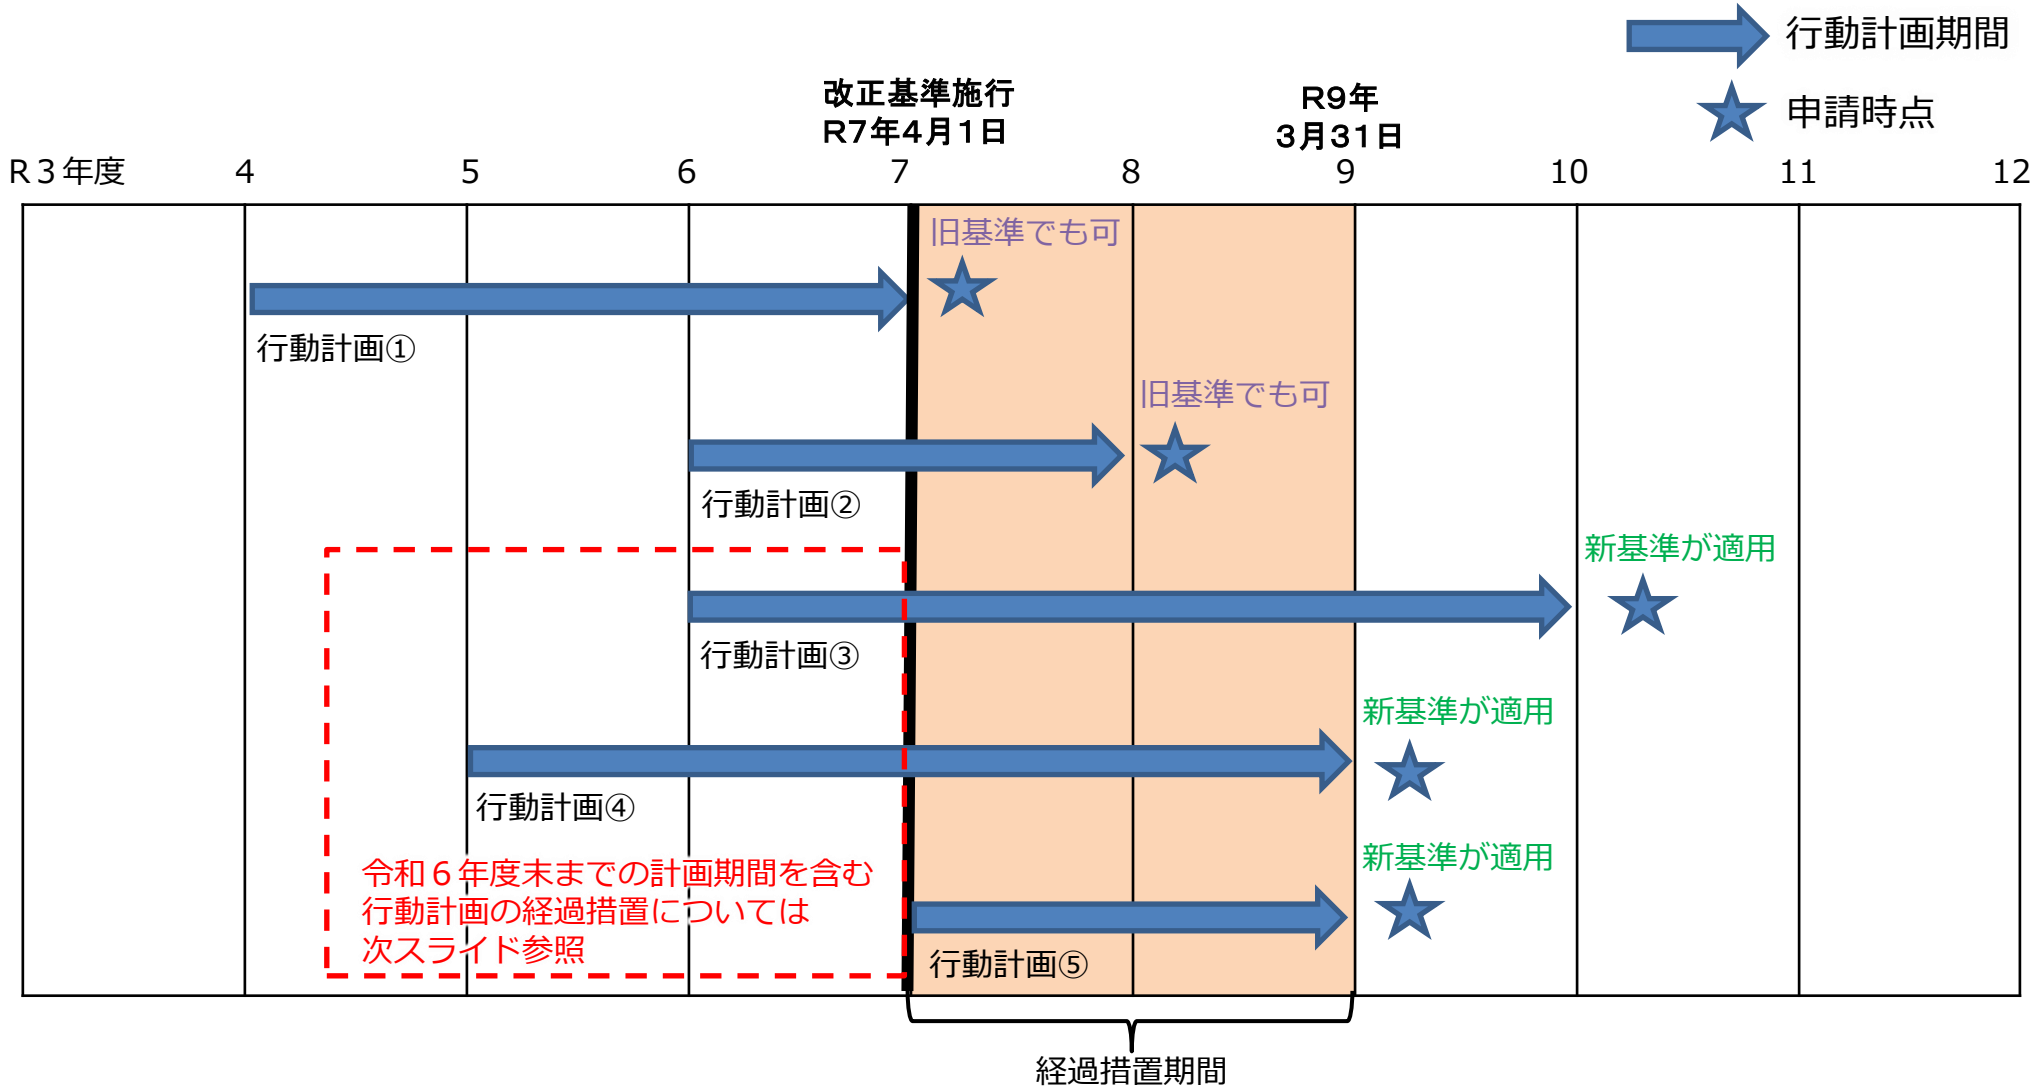 行動計画期間
申請時点
改正基準施行
R7年4月1日
R9年
3月31日
R３年度 4 5 6 7 8 9 10 11 12
旧基準でも可
行動計画①
旧基準でも可
行動計画②
新基準が適用
行動計画③
新基準が適用
行動計画④
新基準が適用
令和６年度末までの計画期間を含む
行動計画の経過措置については
次スライド参照
行動計画⑤
経過措置期間